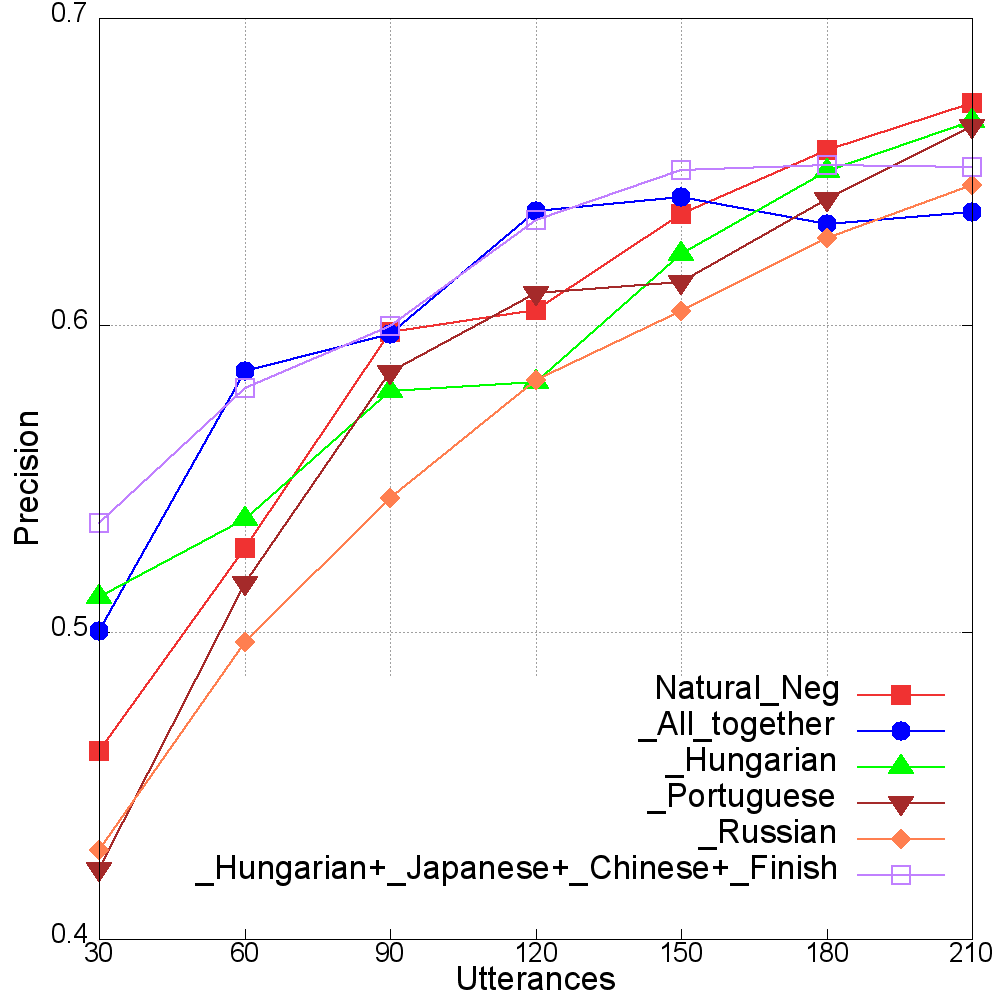 0.7
0.6
0.5
0.4
Precision
Natural_Neg
_All_together
_Hungarian
_Portuguese
_Russian
_Hungarian+_Japanese+_Chinese+_Finish
30 60 90 120 150 180 210
Utterances